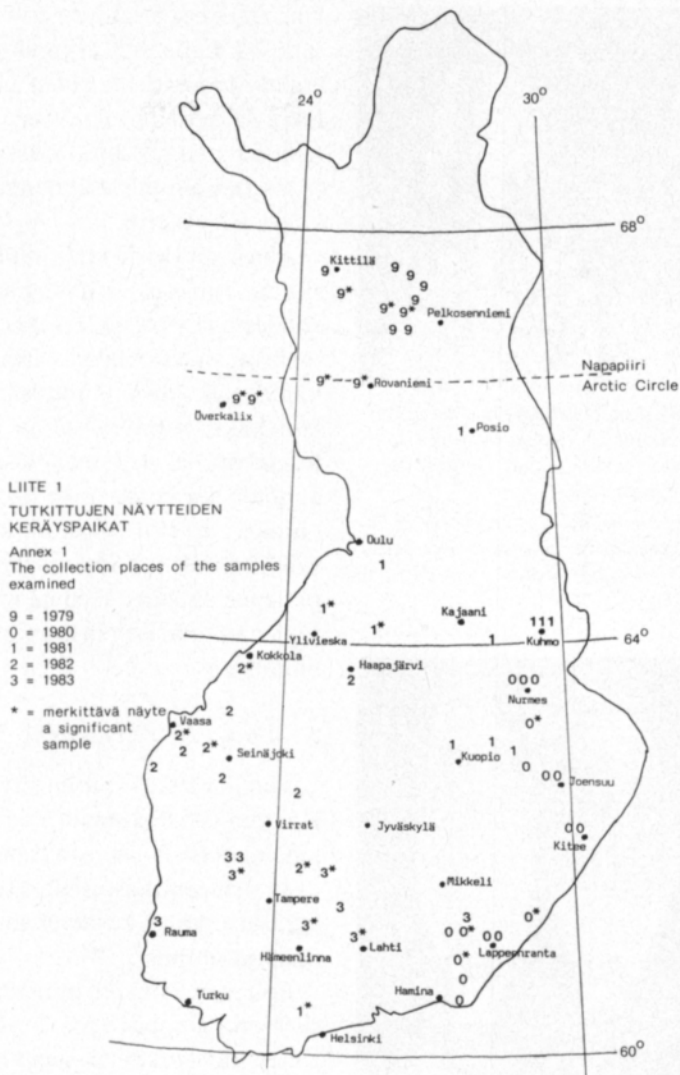 24° 30°
68°
Kittilä
9 9 9 9
9* 9
9* 9* Pelkosenniemi
9 9
Napapiiri
Arctic Circle
9* 9* Rovaniemi
9* 9*
Överkalix
1 Posio
LIITE 1
TUTKITTUJEN NÄYTTEIDEN
KERÄYSPAIKAT
Annex 1
The collection places of the samples
examined
9 = 1979
0 = 1980
1 = 1981
2 = 1982
3 = 1983
* = merkittävä näyte
a significant
sample
Oulu
1
1* 1* Kajaani 111
Ylivieska 1 Kuhmo 64°
Kokkola
2* Haapajärvi
2 000
Nurmes
2 0*
Vaasa
2* 2*
2 Seinäjoki
1 1 1
2 Kuopio 0
2 00 Joensuu
2
Virrat Jyväskylä 00
Kitee
33
3* 2* 3* Mikkeli
Tampere 3 0*
3 3* 3* 3
Rauma 0 0* 00
Hämeenlinna Lahti Lappeenranta
0*
0
Turku Hamina 0
1*
Helsinki
60°